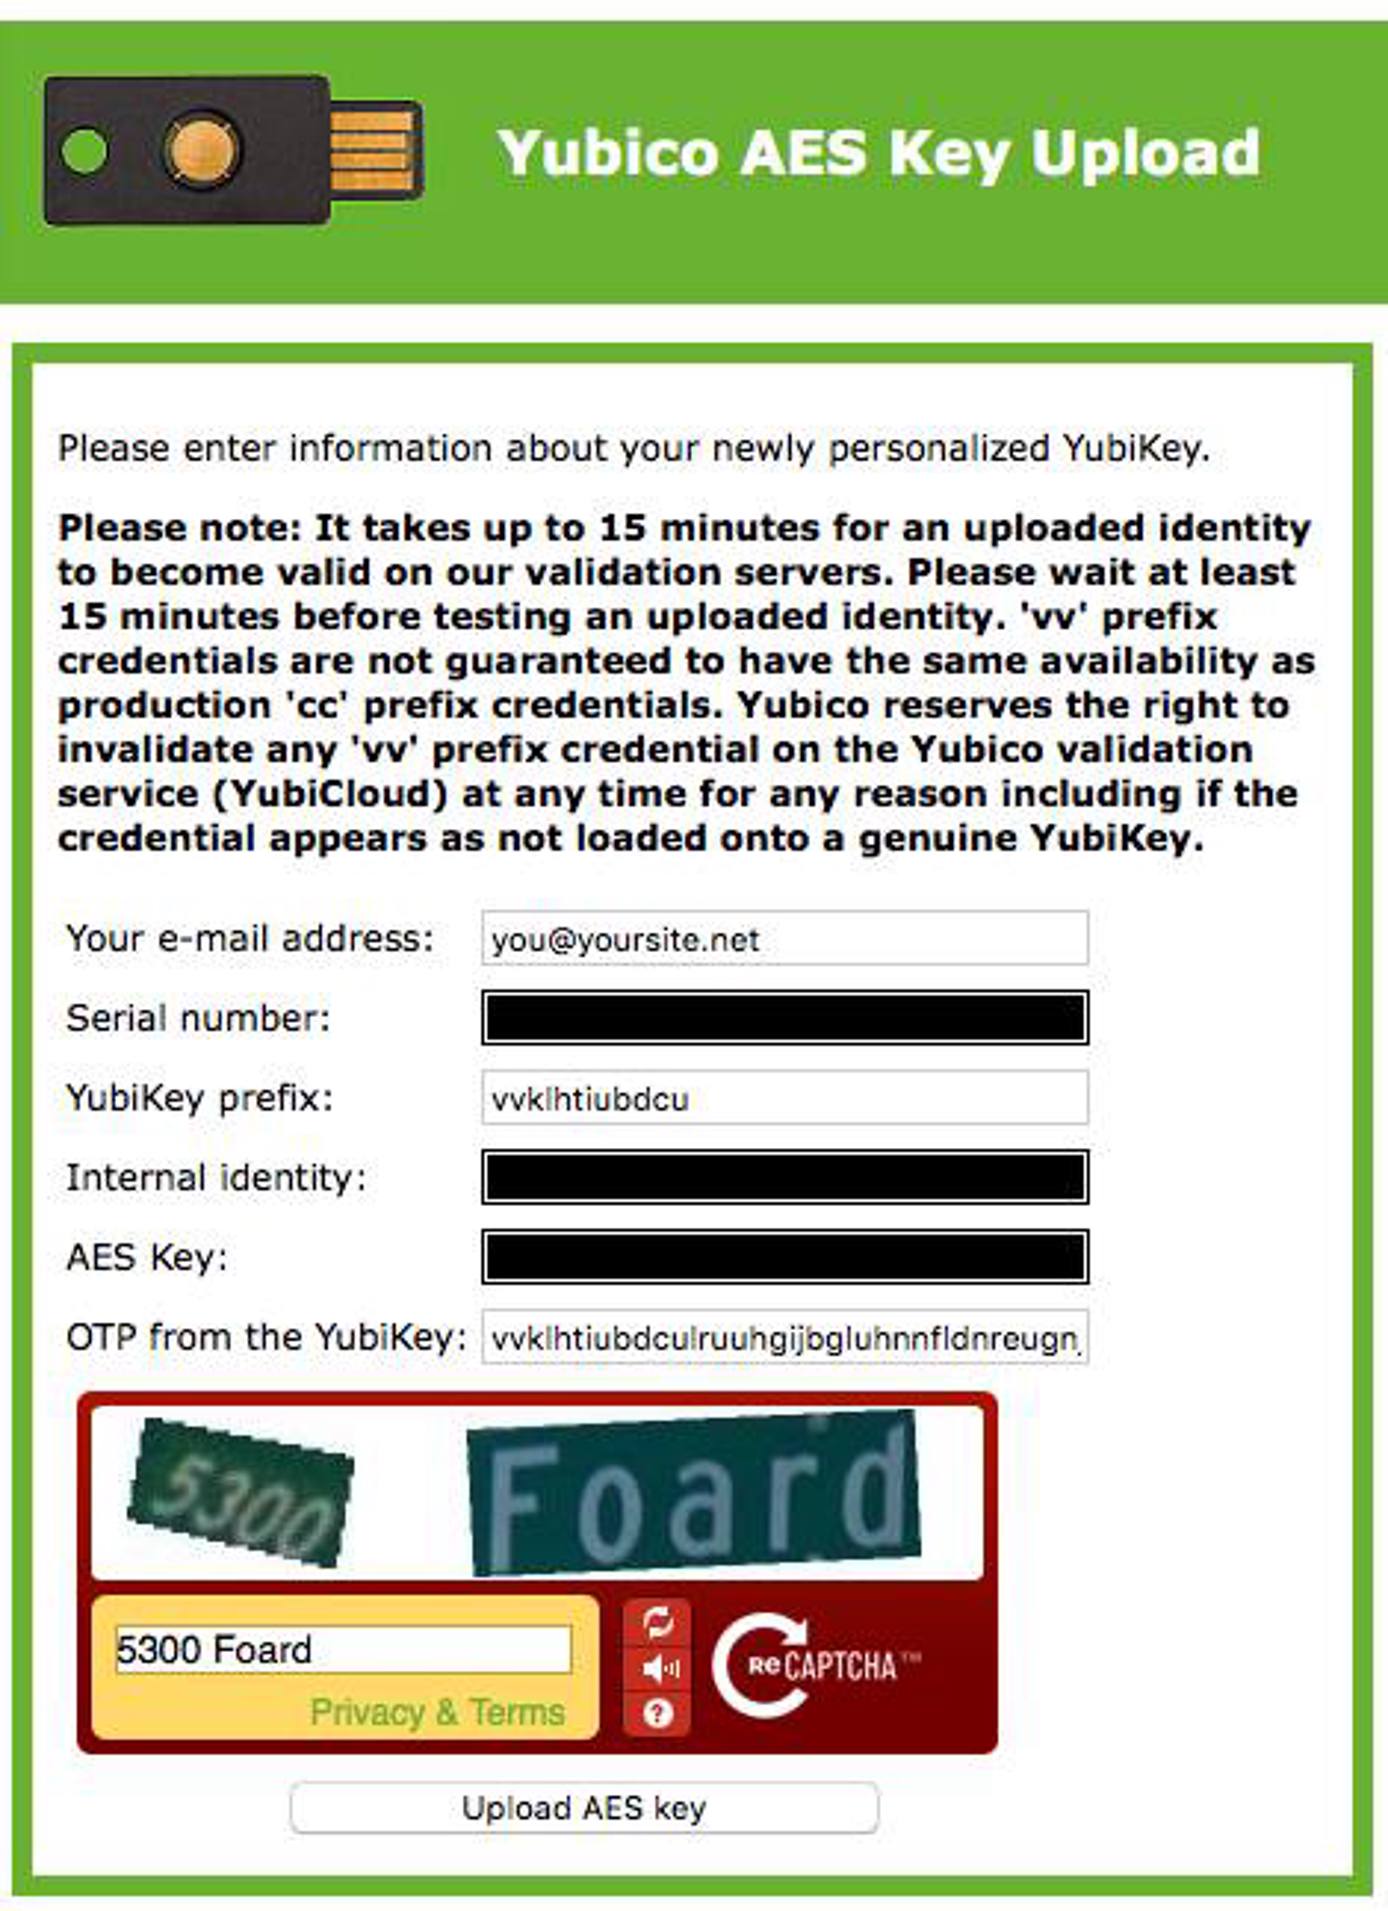 Yubico AES Key Upload
Please enter information about your newly personalized YubiKey.
Please note: It takes up to 15 minutes for an uploaded identity
to become valid on our validation servers. Please wait at least
15 minutes before testing an uploaded identity. 'vv' prefix
credentials are not guaranteed to have the same availability as
production 'cc' prefix credentials. Yubico reserves the right to
invalidate any 'vv' prefix credential on the Yubico validation
service (YubiCloud) at any time for any reason including if the
credential appears as not loaded onto a genuine YubiKey.
Your e-mail address: you@yoursite.net
Serial number:
YubiKey prefix: vvklhtiubdcu
Internal identity:
AES Key:
OTP from the YubiKey: vvklhtiubdculruuhgijbgluhnnfldnreugn
5300 Foard
5300 Foard
Privacy & Terms
? ReCAPTCHA™
Upload AES key